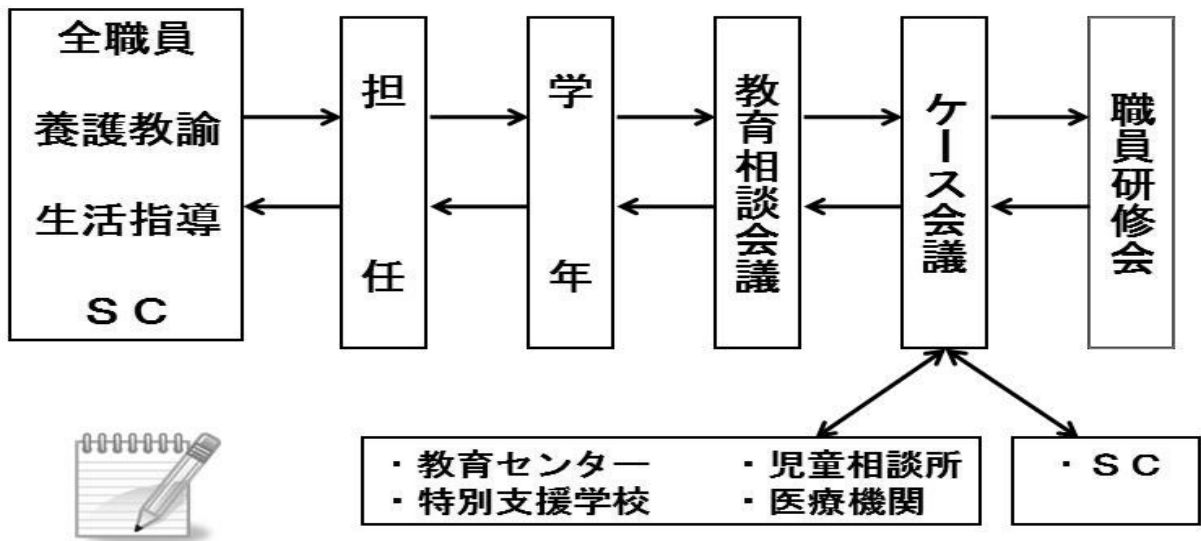 全職員
養護教諭
生活指導
ＳＣ
担任
学年
教育相談会議
ケース会議
職員研修会
・教育センター　・児童相談所
・特別支援学校　・医療機関
・ＳＣ